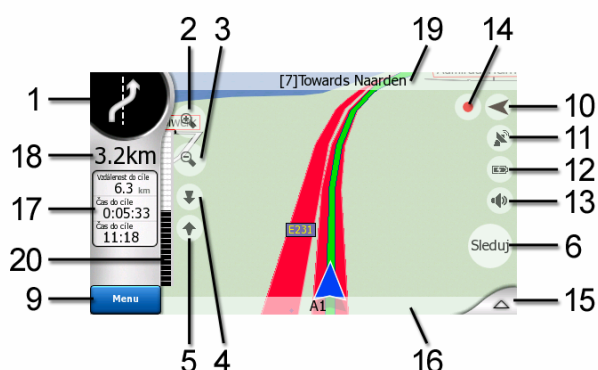 2
3
19
14
[7]Towards Naarden
1
10
11
18
3.2km
12
Vzdálenost do cíle
6.3 km
17
Čas do cíle
0:05:33
13
Čas do cíle
11:18
E231
Sleduj
6
20
9
Menu
A1
15
5
4
16